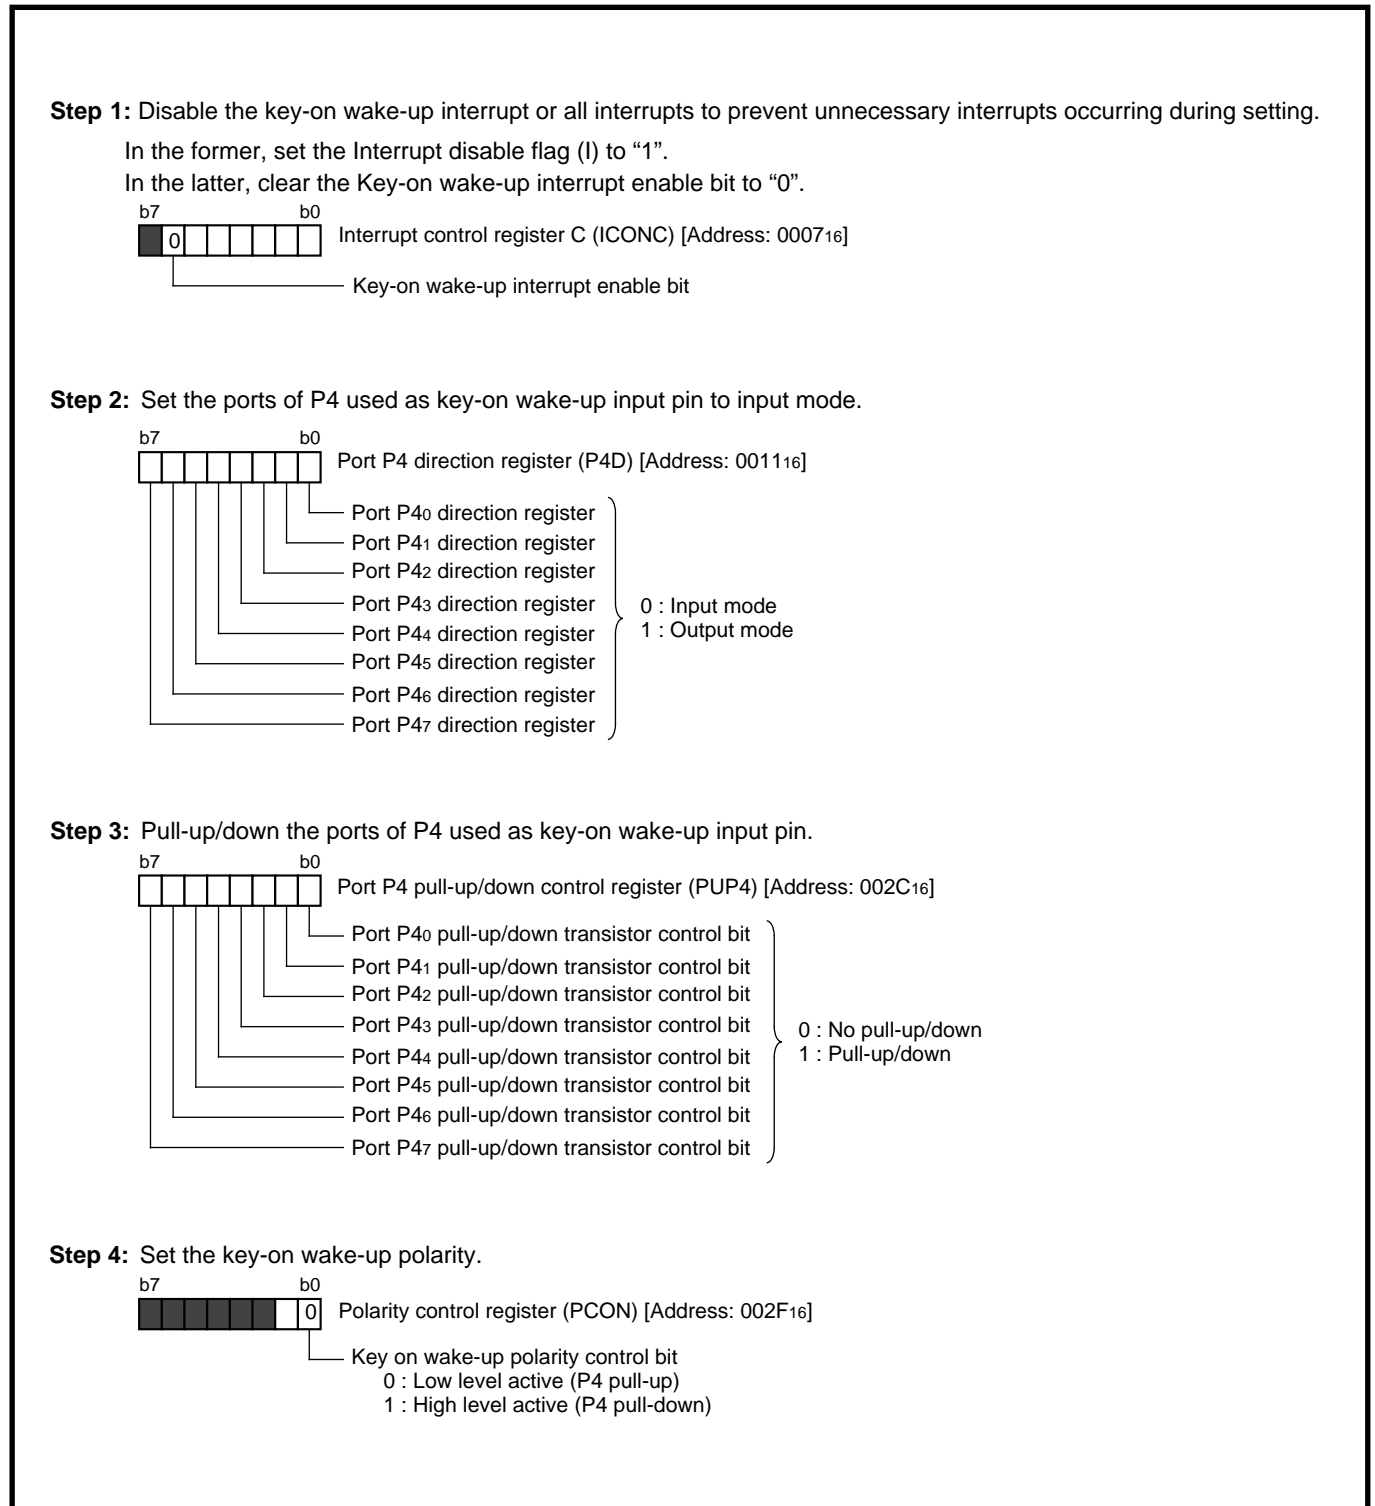 Step 1: Disable the key-on wake-up interrupt or all interrupts to prevent unnecessary interrupts occurring during setting.
In the former, set the Interrupt disable flag (I) to “1”.
In the latter, clear the Key-on wake-up interrupt enable bit to “0”.
b7 b0
0 Interrupt control register C (ICONC) [Address: 000716]
Key-on wake-up interrupt enable bit
Step 2: Set the ports of P4 used as key-on wake-up input pin to input mode.
b7 b0
Port P4 direction register (P4D) [Address: 001116]
Port P40 direction register
Port P41 direction register
Port P42 direction register
Port P43 direction register
Port P44 direction register
Port P45 direction register
Port P46 direction register
Port P47 direction register
0 : Input mode
1 : Output mode
Step 3: Pull-up/down the ports of P4 used as key-on wake-up input pin.
b7 b0
Port P4 pull-up/down control register (PUP4) [Address: 002C16]
Port P40 pull-up/down transistor control bit
Port P41 pull-up/down transistor control bit
Port P42 pull-up/down transistor control bit
Port P43 pull-up/down transistor control bit
Port P44 pull-up/down transistor control bit
Port P45 pull-up/down transistor control bit
Port P46 pull-up/down transistor control bit
Port P47 pull-up/down transistor control bit
0 : No pull-up/down
1 : Pull-up/down
Step 4: Set the key-on wake-up polarity.
b7 b0
0 Polarity control register (PCON) [Address: 002F16]
Key on wake-up polarity control bit
0 : Low level active (P4 pull-up)
1 : High level active (P4 pull-down)